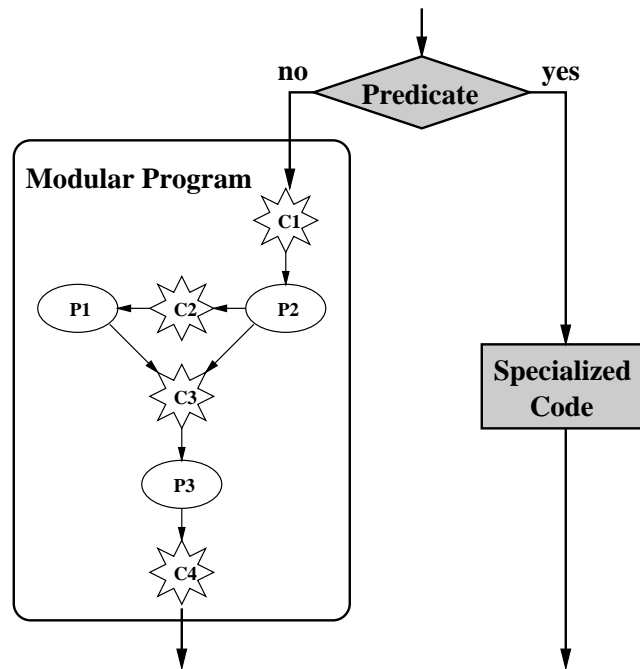 no
yes
Predicate
Modular Program
C1
P1
C2
P2
C3
Specialized
Code
P3
C4